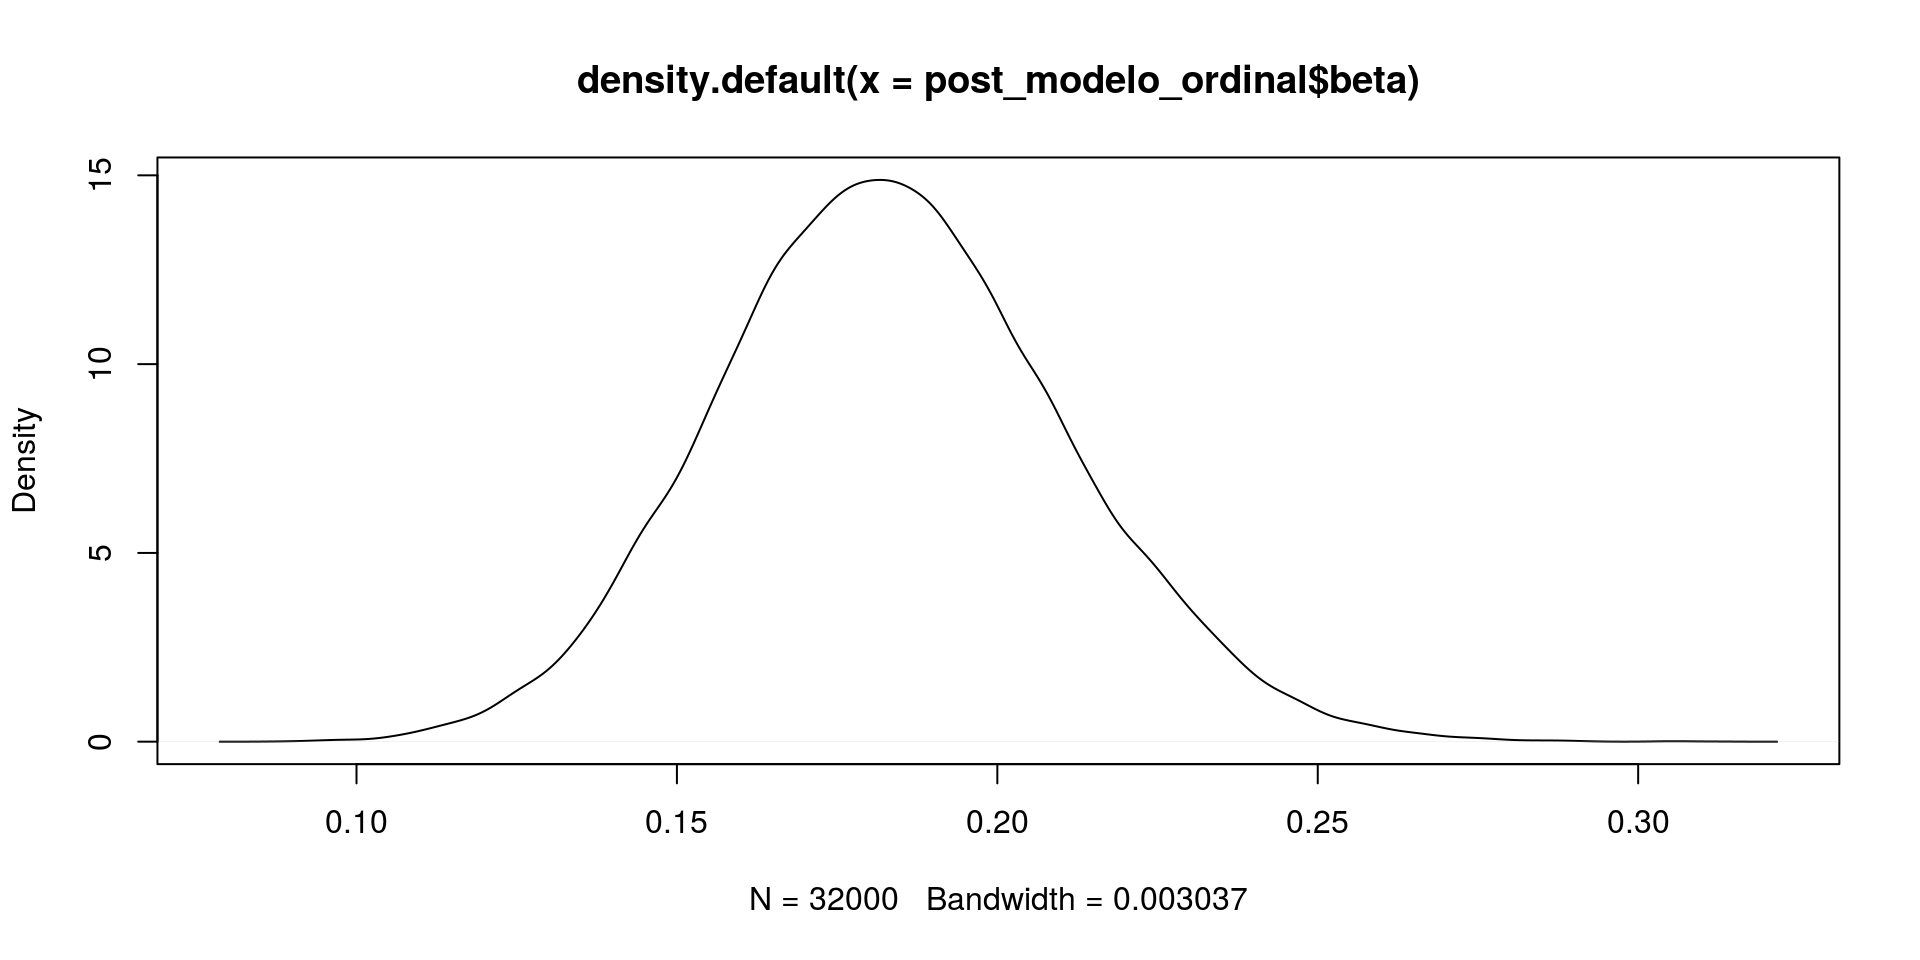 density.default(x = post_modelo_ordinal$beta)
Density
15
10
5
0
0.10 0.15 0.20 0.25 0.30
N = 32000 Bandwidth = 0.003037